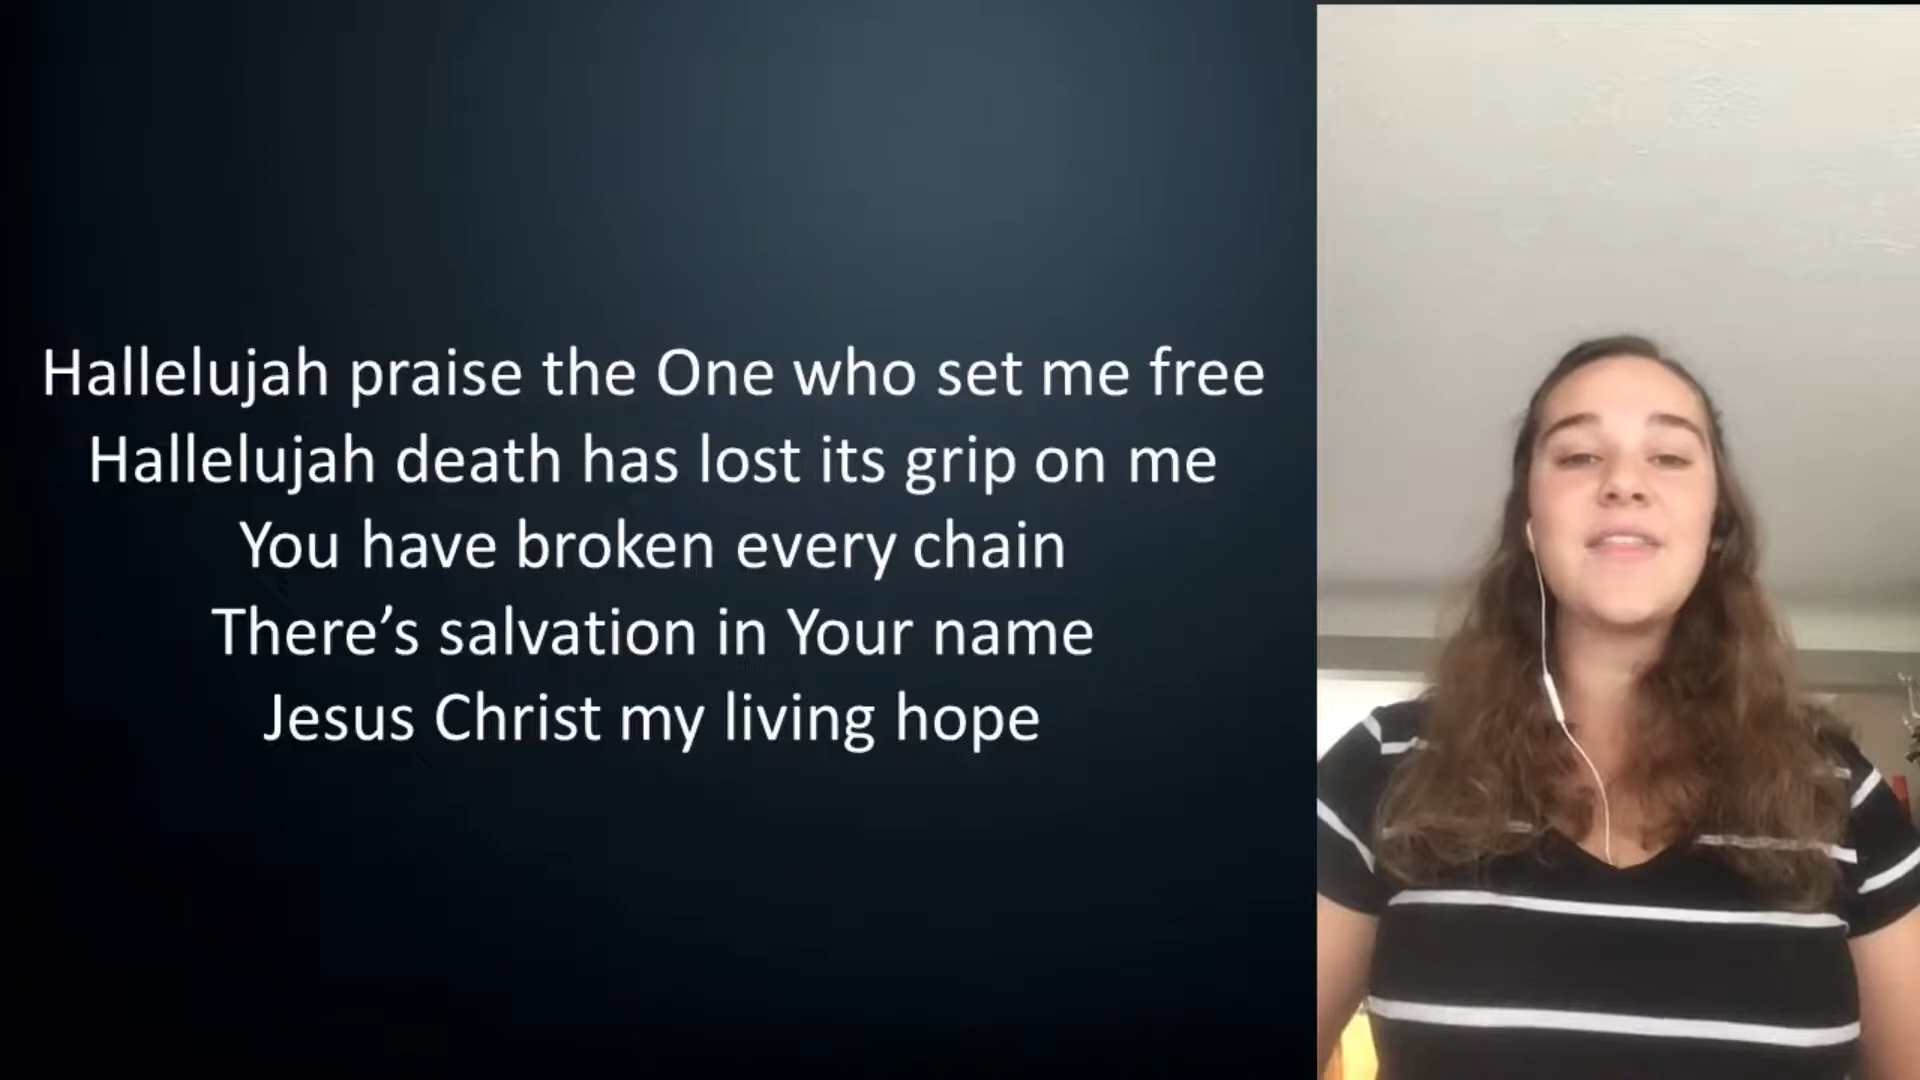 Hallelujah praise the One who set me free
Hallelujah death has lost its grip on me
You have broken every chain
There’s salvation in Your name
Jesus Christ my living hope